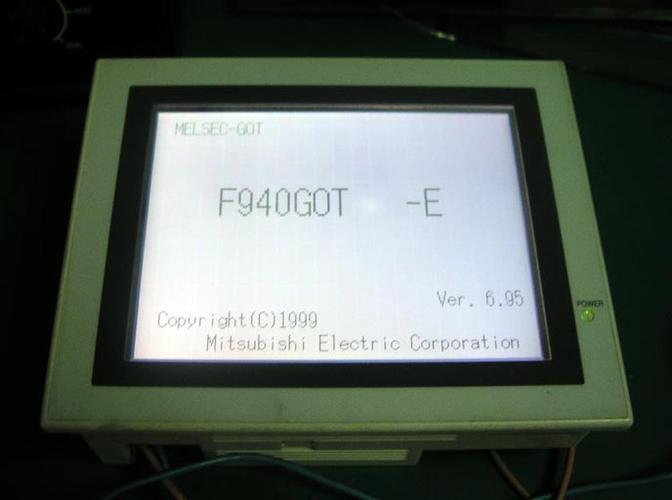 MELSEC-GOT
F940GOT -E
Ver. 6.95
Copyright(C)1999
Mitsubishi Electric Corporation
POWER